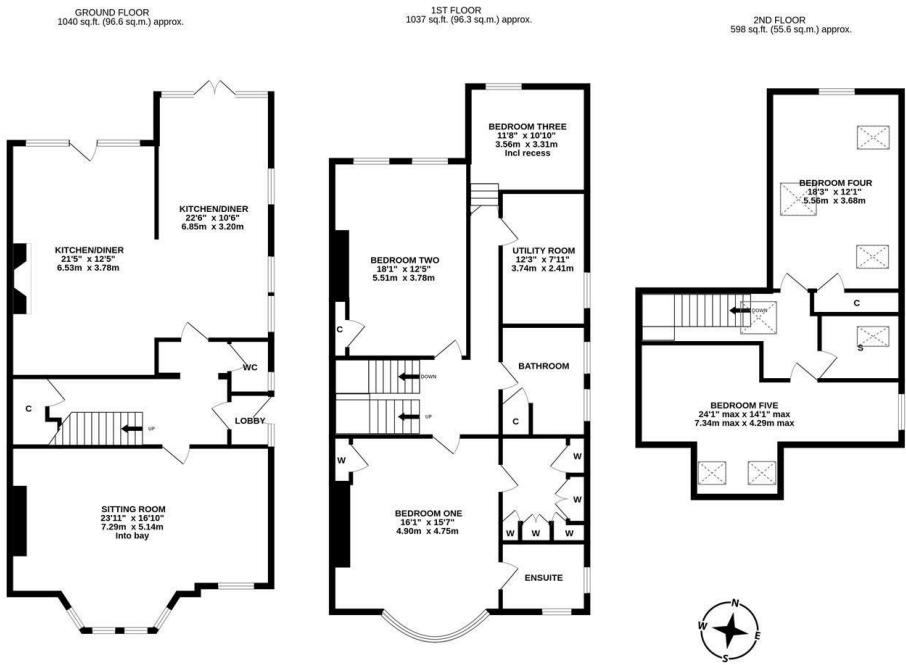 GROUND FLOOR
1040 sq.ft. (96.6 sq.m.) approx.
KITCHEN/DINER
22'6" x 10'6"
6.85m x 3.20m
KITCHEN/DINER
21'5" x 12'5"
6.53m x 3.78m
WC
C
LOBBY
UP
SITTING ROOM
23'11" x 16'10"
7.29m x 5.14m
Into bay
1ST FLOOR
1037 sq.ft. (96.3 sq.m.) approx.
BEDROOM THREE
11'8" x 10'10"
3.56m x 3.31m
Incl recess
BEDROOM TWO
18'1" x 12'5"
5.51m x 3.78m
UTILITY ROOM
12'3" x 7'11"
3.74m x 2.41m
C
BATHROOM
DOWN
UP
C
W
W
BEDROOM ONE
16'1" x 15'7"
4.90m x 4.75m
W
W
W
W
ENSUITE
2ND FLOOR
598 sq.ft. (55.6 sq.m.) approx.
BEDROOM FOUR
18'3" x 12'1"
5.56m x 3.68m
C
DOWN
S
BEDROOM FIVE
24'1" max x 14'1" max
7.34m max x 4.29m max
N
W
E
S